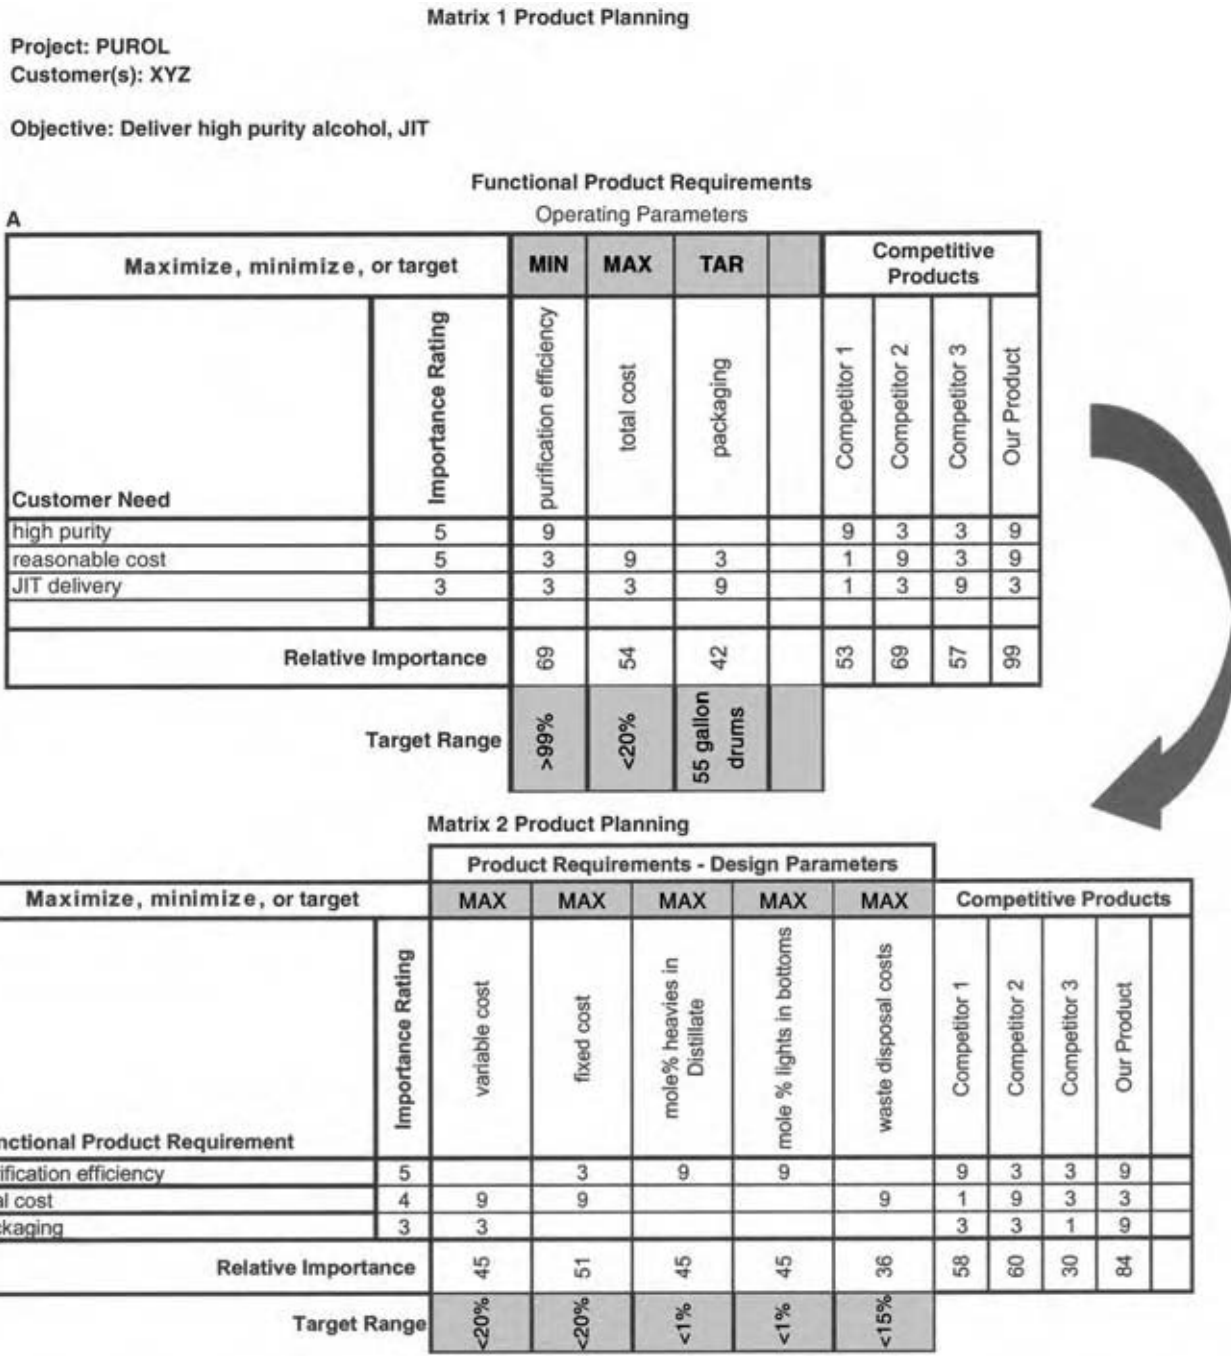 Matrix 1 Product Planning
Project: PUROL
Customer(s): XYZ
Objective: Deliver high purity alcohol, JIT
Functional Product Requirements
A
Operating Parameters
Maximize, minimize, or target MIN MAX TAR Competitive Products
Customer Need Importance Rating purification efficiency total cost packaging Competitor 1 Competitor 2 Competitor 3 Our Product
high purity 5 9 9 3 3 9
reasonable cost 5 3 9 3 1 9 3 9
JIT delivery 3 3 3 9 1 3 9 3
Relative Importance 69 54 42 53 69 57 99
Target Range >99% <20% 55 gallon drums
Matrix 2 Product Planning
Product Requirements - Design Parameters
Maximize, minimize, or target MAX MAX MAX MAX MAX Competitive Products
nctional Product Requirement Importance Rating variable cost fixed cost mole% heavies in Distillate mole % lights in bottoms waste disposal costs Competitor 1 Competitor 2 Competitor 3 Our Product
ification efficiency 5 3 9 9 9 3 3 9
al cost 4 9 9 9 1 9 3 3
ckaging 3 3 3 3 1 9
Relative Importance 45 51 45 45 36 58 60 30 84
Target Range <20% <20% <1% <1% <15%